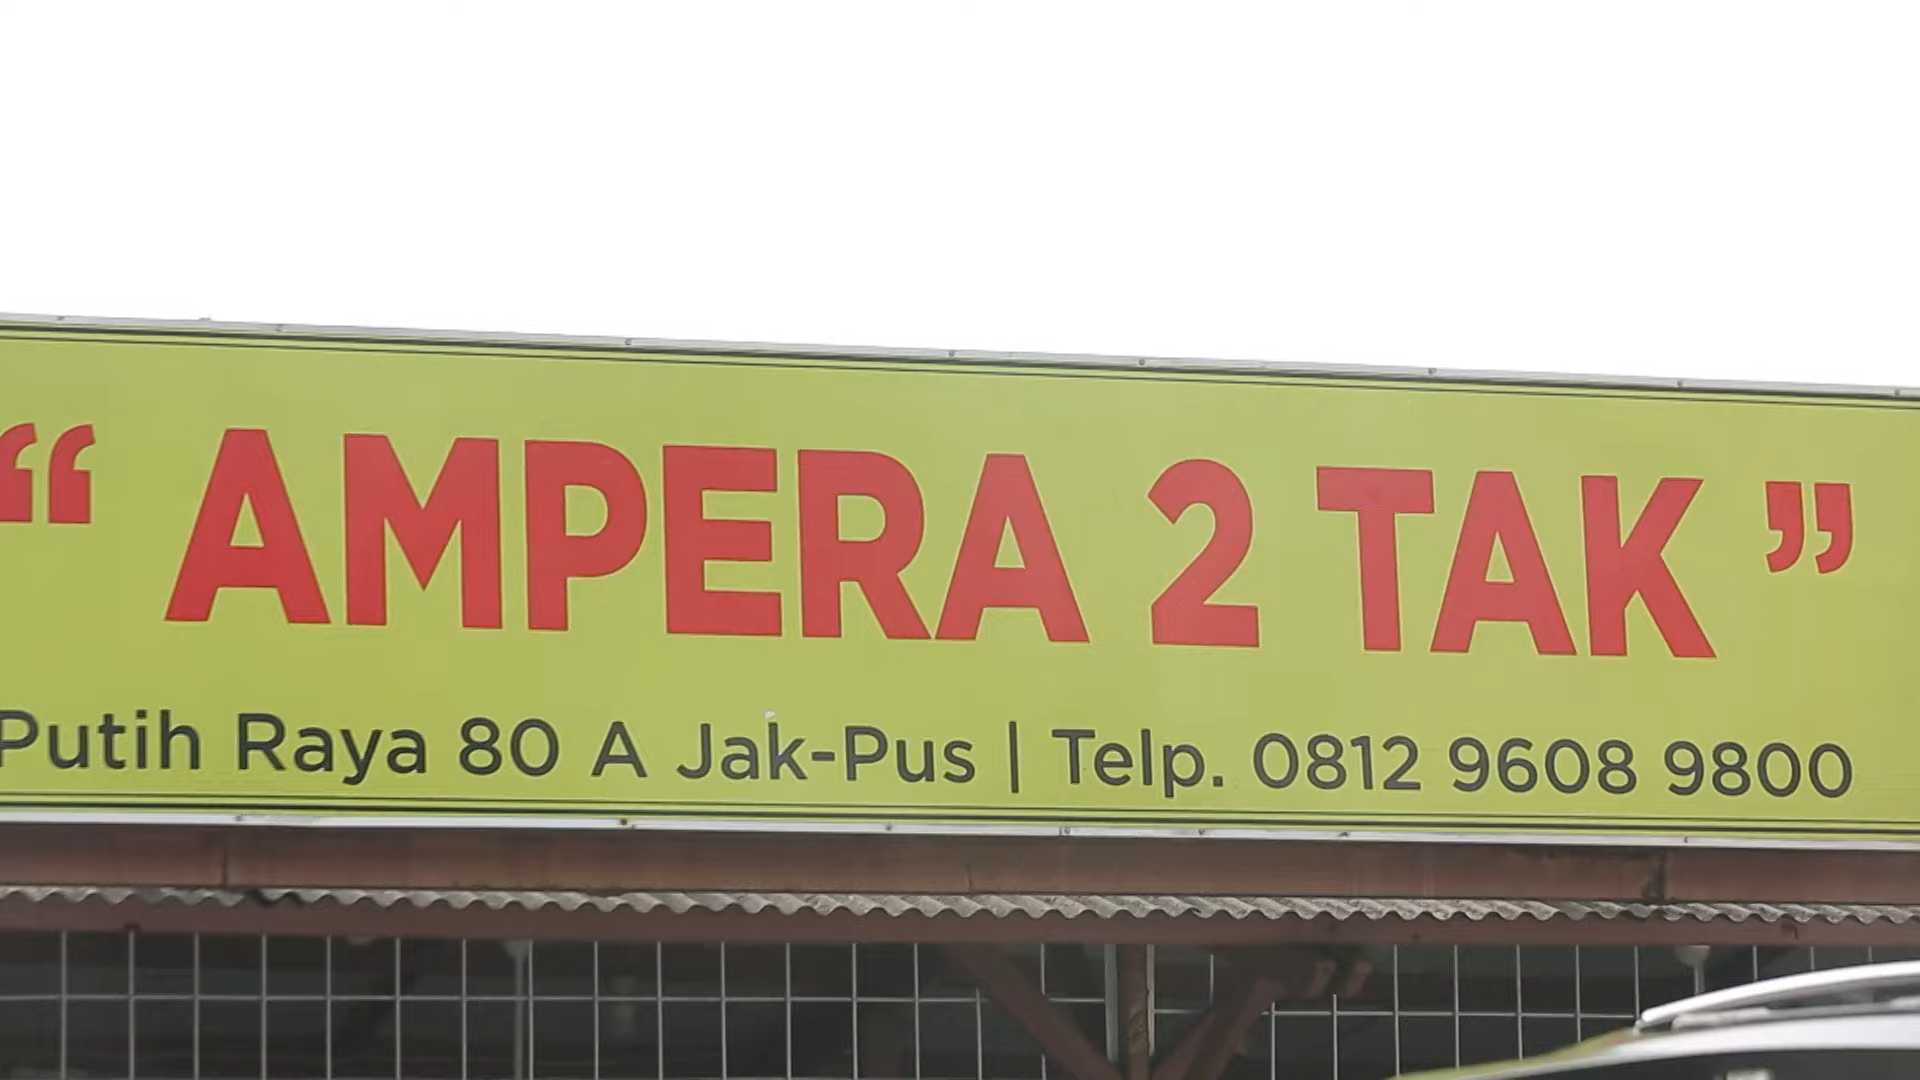 “ AMPERA 2 TAK ”
Putih Raya 80 A Jak-Pus | Telp. 0812 9608 9800